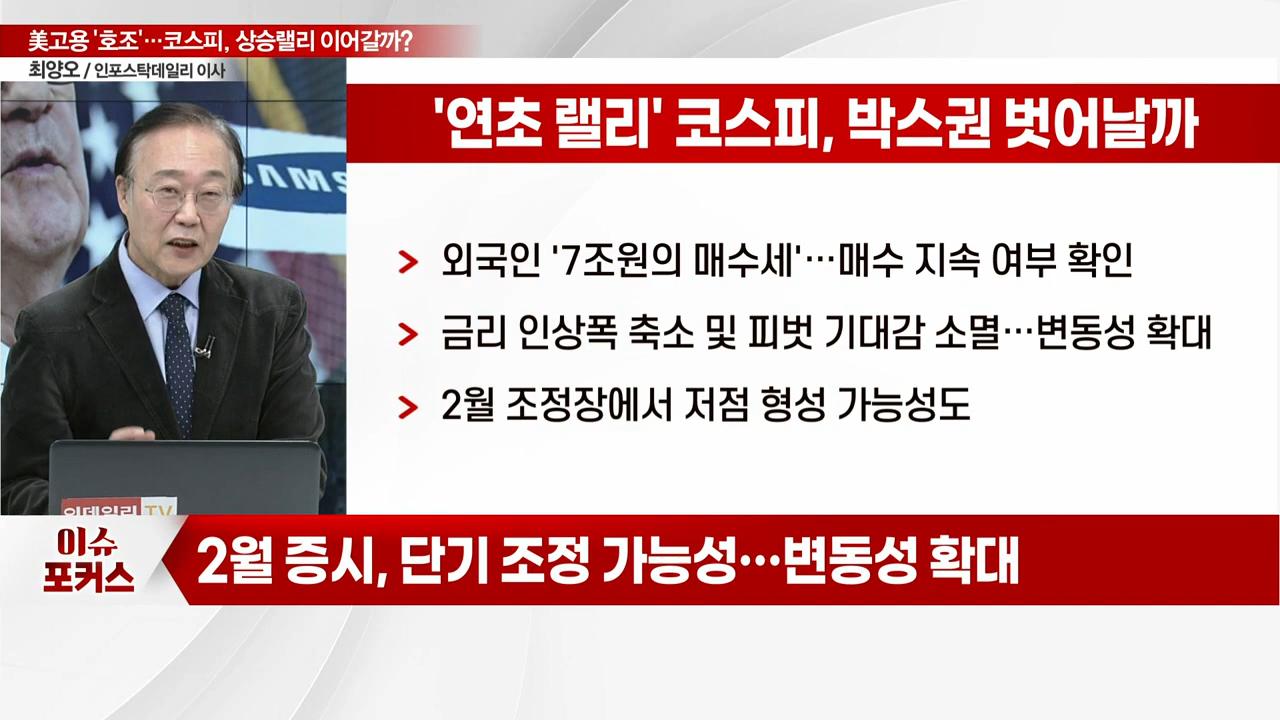 美고용 '호조'…코스피, 상승랠리 이어갈까?
최양오 / 인포스탁데일리 이사
SAMS
'연초 랠리' 코스피, 박스권 벗어날까
> 외국인 '7조원의 매수세'…매수 지속 여부 확인
> 금리 인상폭 축소 및 피벗 기대감 소멸…변동성 확대
> 2월 조정장에서 저점 형성 가능성도
이데일리 TV
이슈
포커스
2월 증시, 단기 조정 가능성…변동성 확대